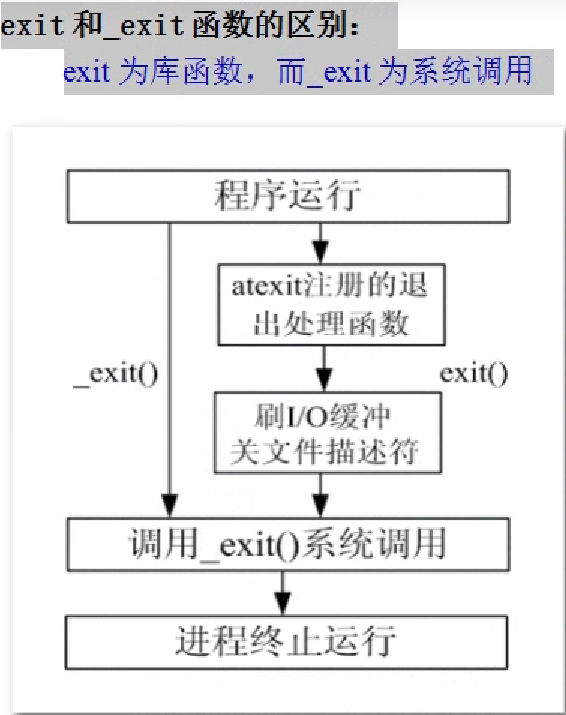 exit 和_exit 函数的区别：
exit 为库函数，而_exit 为系统调用
程序运行
atexit注册的退
出处理函数
_exit()
exit()
刷I/O缓冲
关文件描述符
调用_exit()系统调用
进程终止运行